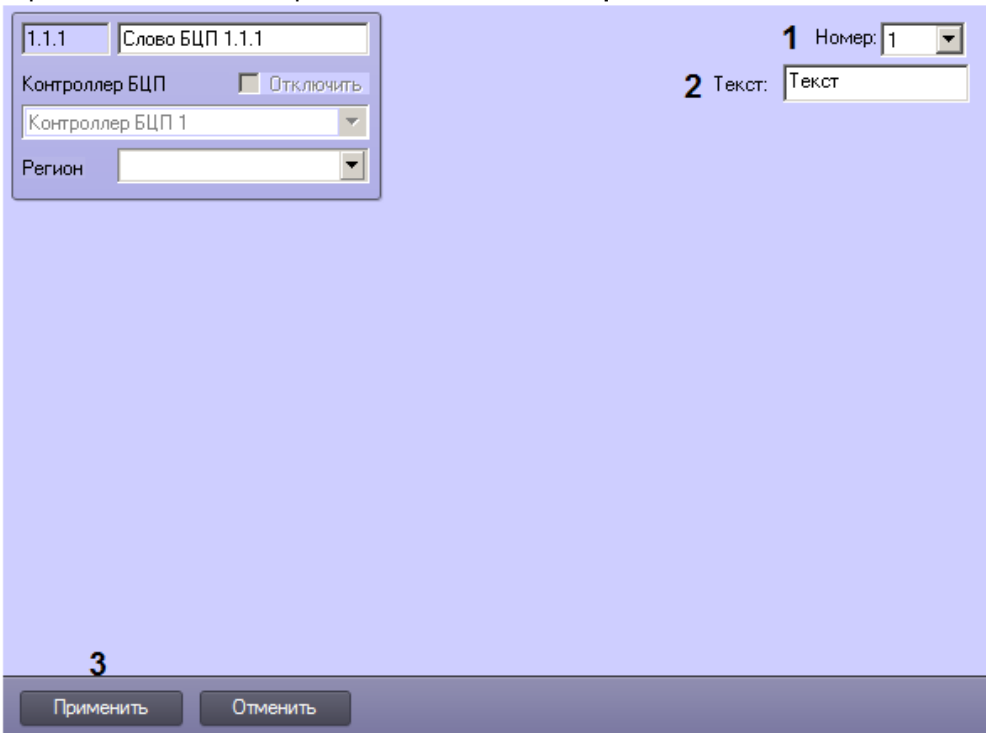 1.1.1 Слово БЦП 1.1.1
1 Номер: 1
Контроллер БЦП Отключить
2 Текст: Текст
Контроллер БЦП 1
Регион
3
Применить Отменить